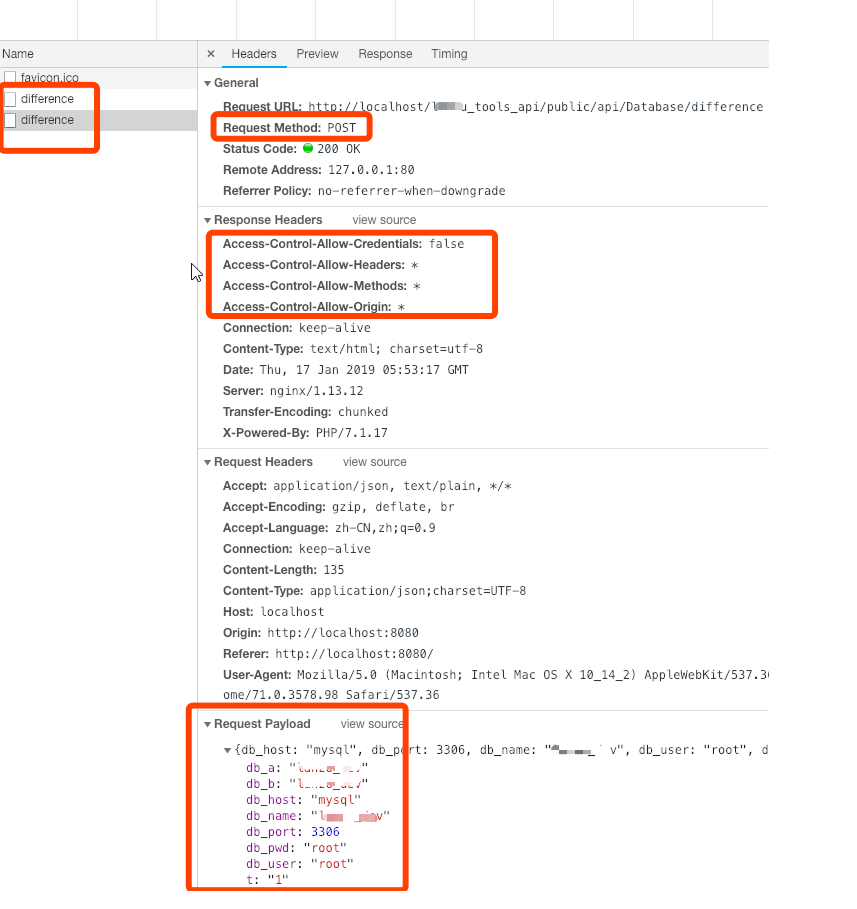 Name
× Headers Preview Response Timing
favicon.ico
difference
difference
General
Request URL: http://localhost/ u_tools_api/public/api/Database/difference
Request Method: POST
Status Code: 200 OK
Remote Address: 127.0.0.1:80
Referrer Policy: no-referrer-when-downgrade
Response Headers view source
Access-Control-Allow-Credentials: false
Access-Control-Allow-Headers: *
Access-Control-Allow-Methods: *
Access-Control-Allow-Origin: *
Connection: keep-alive
Content-Type: text/html; charset=utf-8
Date: Thu, 17 Jan 2019 05:53:17 GMT
Server: nginx/1.13.12
Transfer-Encoding: chunked
X-Powered-By: PHP/7.1.17
Request Headers view source
Accept: application/json, text/plain, */*
Accept-Encoding: gzip, deflate, br
Accept-Language: zh-CN,zh;q=0.9
Connection: keep-alive
Content-Length: 135
Content-Type: application/json;charset=UTF-8
Host: localhost
Origin: http://localhost:8080
Referer: http://localhost:8080/
User-Agent: Mozilla/5.0 (Macintosh; Intel Mac OS X 10_14_2) AppleWebKit/537.36
ome/71.0.3578.98 Safari/537.36
Request Payload view source
{db_host: "mysql", db_port: 3306, db_name: " v", db_user: "root", d
db_a: " "
db_b: " "
db_host: "mysql"
db_name: " "
db_port: 3306
db_pwd: "root"
db_user: "root"
t: "1"